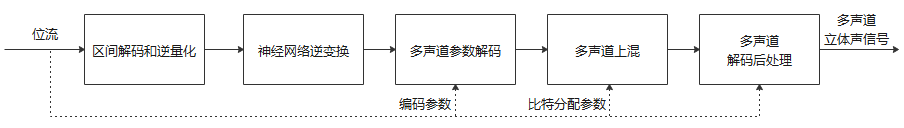 位流
区间解码和逆量化
神经网络逆变换
多声道参数解码
多声道上混
多声道
解码后处理
多声道
立体声信号
编码参数
比特分配参数